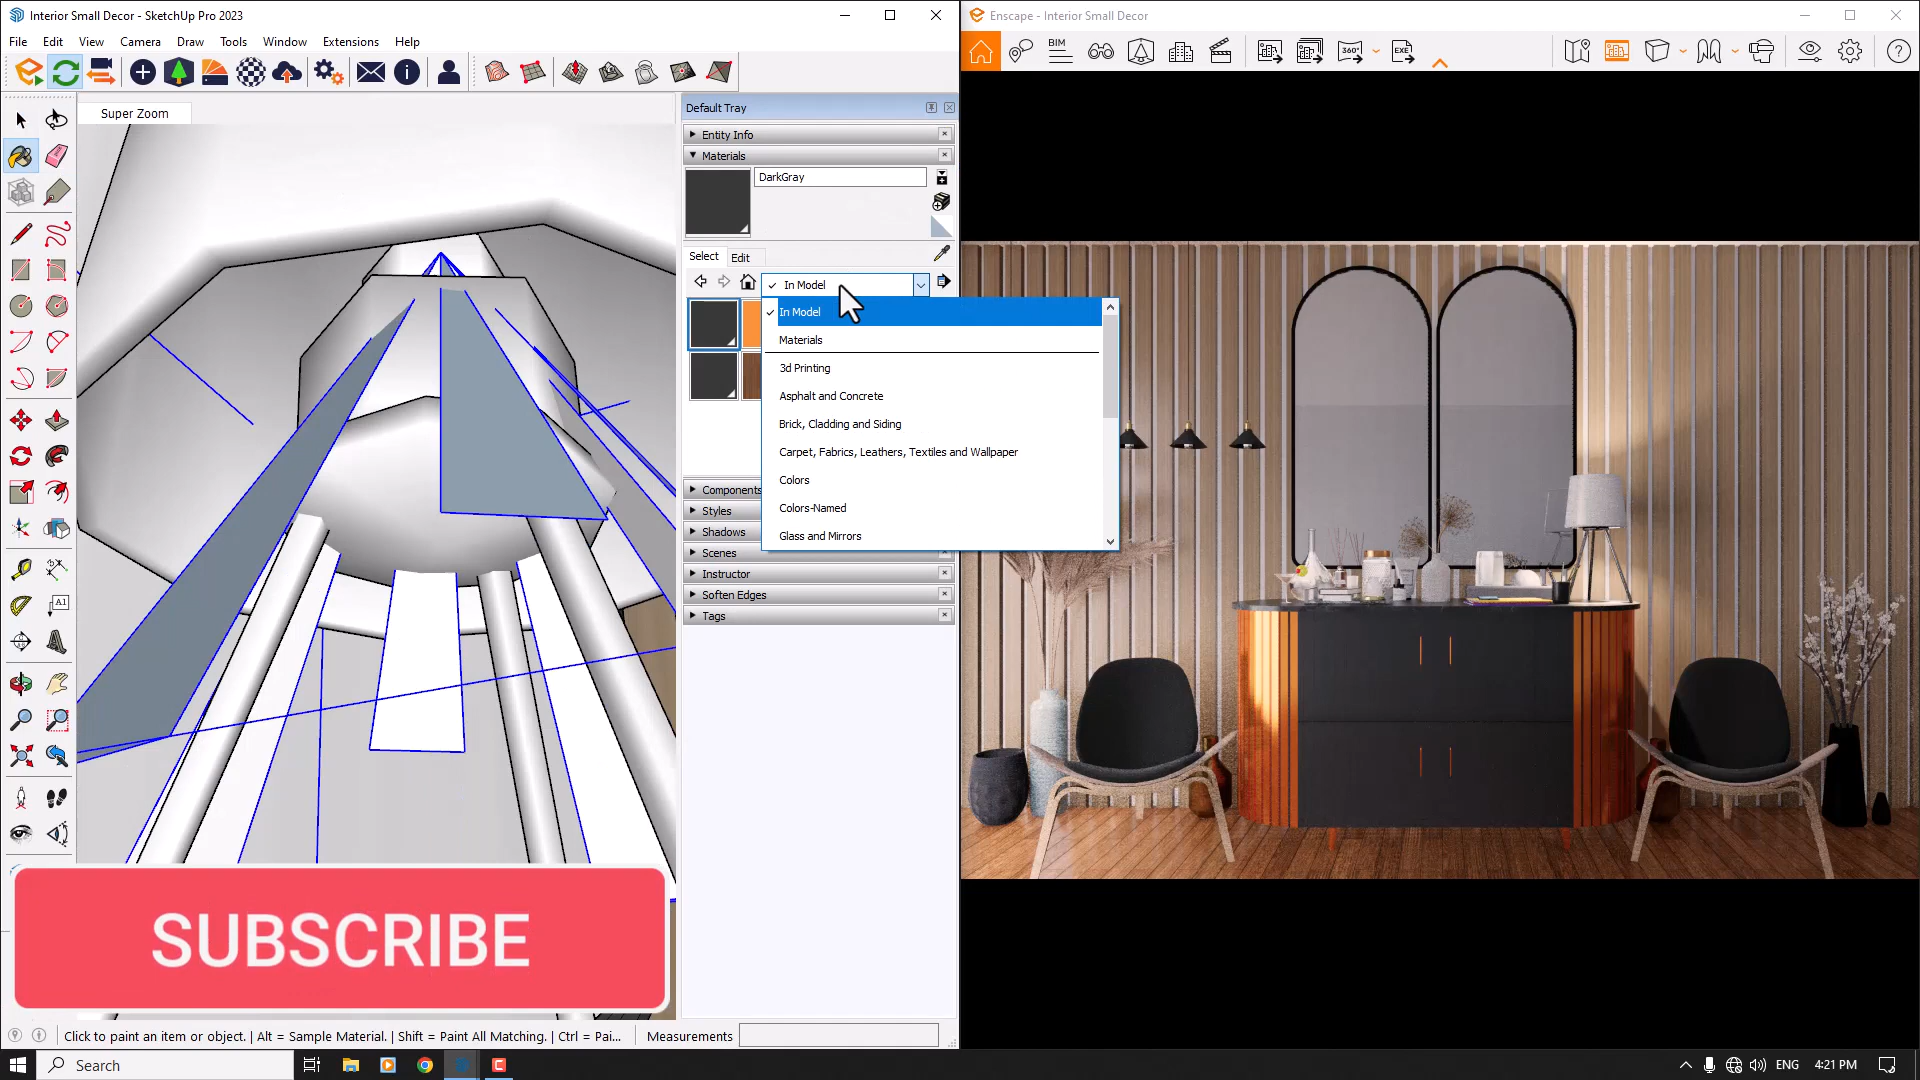 Interior Small Decor - SketchUp Pro 2023
File Edit View Camera Draw Tools Window Extensions Help
Super Zoom
Default Tray
Entity Info
Materials
DarkGray
Select Edit
In Model
In Model
Materials
3d Printing
Asphalt and Concrete
Brick, Cladding and Siding
Carpet, Fabrics, Leathers, Textiles and Wallpaper
Colors
Colors-Named
Glass and Mirrors
Components
Styles
Shadows
Scenes
Instructor
Soften Edges
Tags
A1
SUBSCRIBE
Click to paint an item or object. | Alt = Sample Material. | Shift = Paint All Matching. | Ctrl = Pai...
Measurements
Enscape - Interior Small Decor
BIM
360°
EXE
Search
ENG
4:21 PM